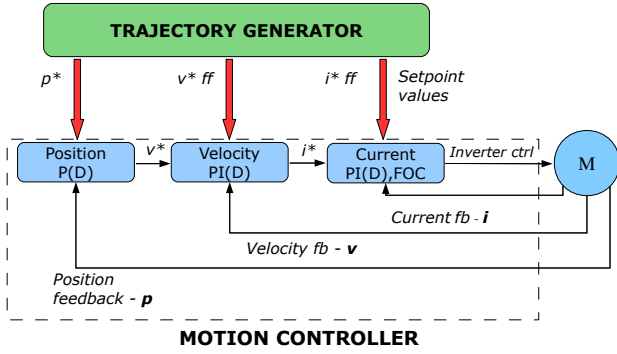 TRAJECTORY GENERATOR
p*
v* ff
i* ff
Setpoint
values
Position
P(D)
v*
Velocity
PI(D)
i*
Current
PI(D),FOC
Inverter ctrl
M
Current fb - i
Velocity fb - v
Position
feedback - p
MOTION CONTROLLER